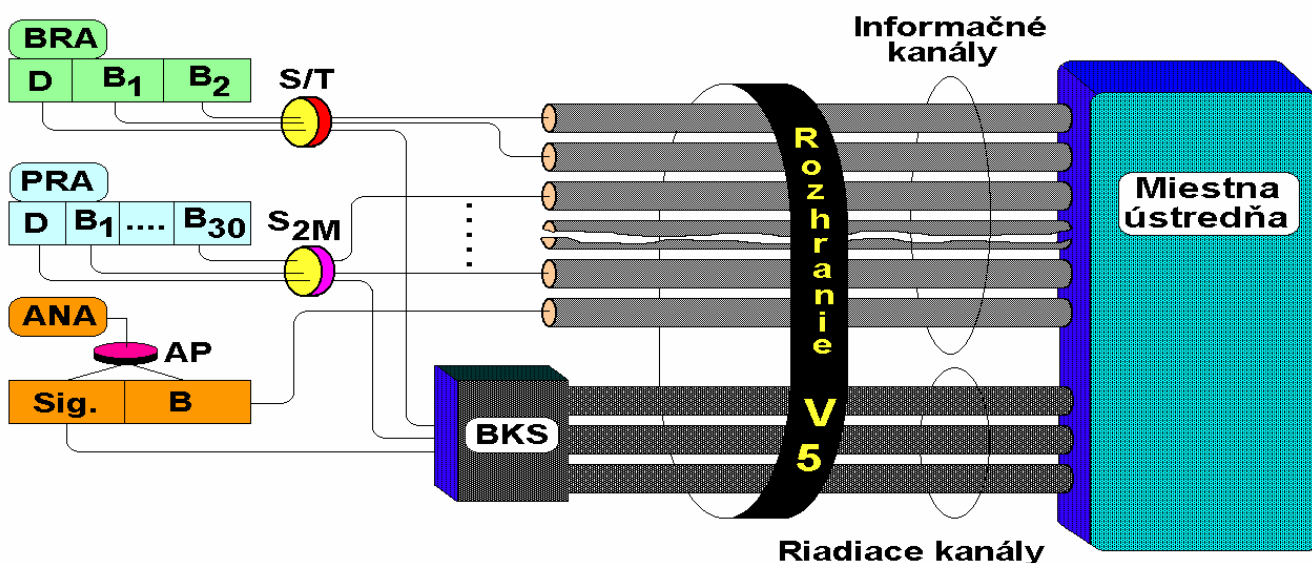 BRA
D B1 B2
S/T
PRA
D B1 .... B30
S2M
ANA
AP
Sig. B
BKS
Informačné
kanály
Rozhranie V5
Riadiace kanály
Miestna
ústredňa